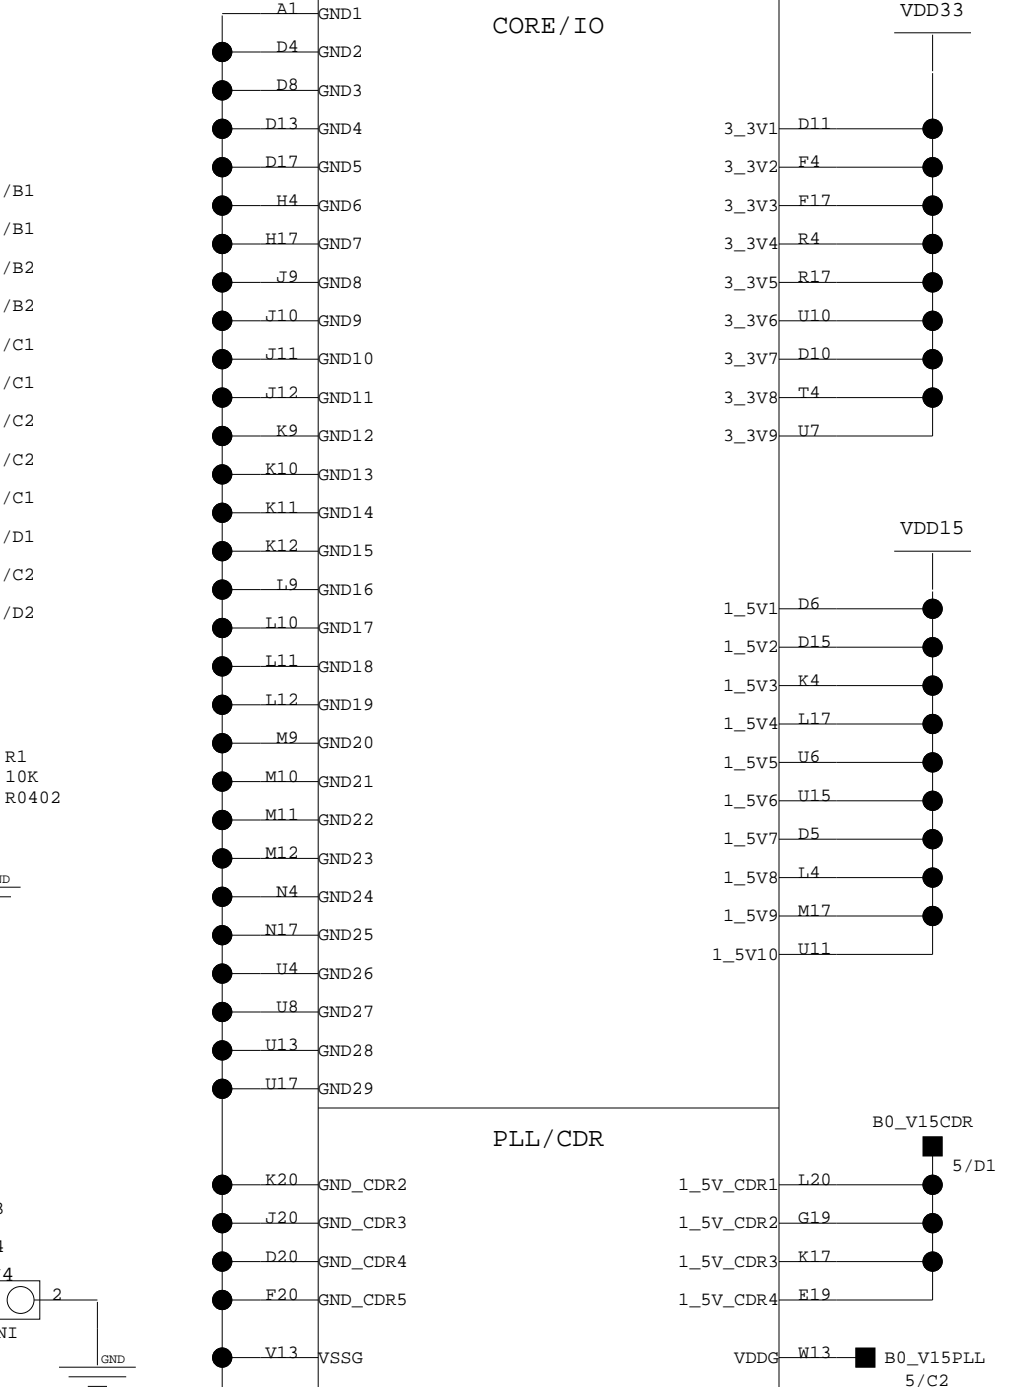 A1 GND1
CORE/IO
VDD33
D4 GND2
D8 GND3
D13 GND4
3_3V1 D11
D17 GND5
3_3V2 F4
/B1
H4 GND6
3_3V3 F17
/B1
H17 GND7
3_3V4 R4
/B2
J9 GND8
3_3V5 R17
/B2
J10 GND9
3_3V6 U10
/C1
J11 GND10
3_3V7 D10
/C1
J12 GND11
3_3V8 T4
/C2
K9 GND12
3_3V9 U7
/C2
K10 GND13
/C1
K11 GND14
VDD15
/D1
K12 GND15
/C2
L9 GND16
1_5V1 D6
/D2
L10 GND17
1_5V2 D15
L11 GND18
1_5V3 K4
L12 GND19
1_5V4 L17
M9 GND20
1_5V5 U6
R1
10K
R0402
M10 GND21
1_5V6 U15
M11 GND22
1_5V7 D5
M12 GND23
1_5V8 L4
N4 GND24
1_5V9 M17
N17 GND25
1_5V10 U11
U4 GND26
U8 GND27
U13 GND28
U17 GND29
B0_V15CDR
PLL/CDR
5/D1
K20 GND_CDR2
1_5V_CDR1 L20
J20 GND_CDR3
1_5V_CDR2 G19
D20 GND_CDR4
1_5V_CDR3 K17
F20 GND_CDR5
1_5V_CDR4 E19
2
GND
V13 VSSG
VDDG W13
B0_V15PLL
5/C2